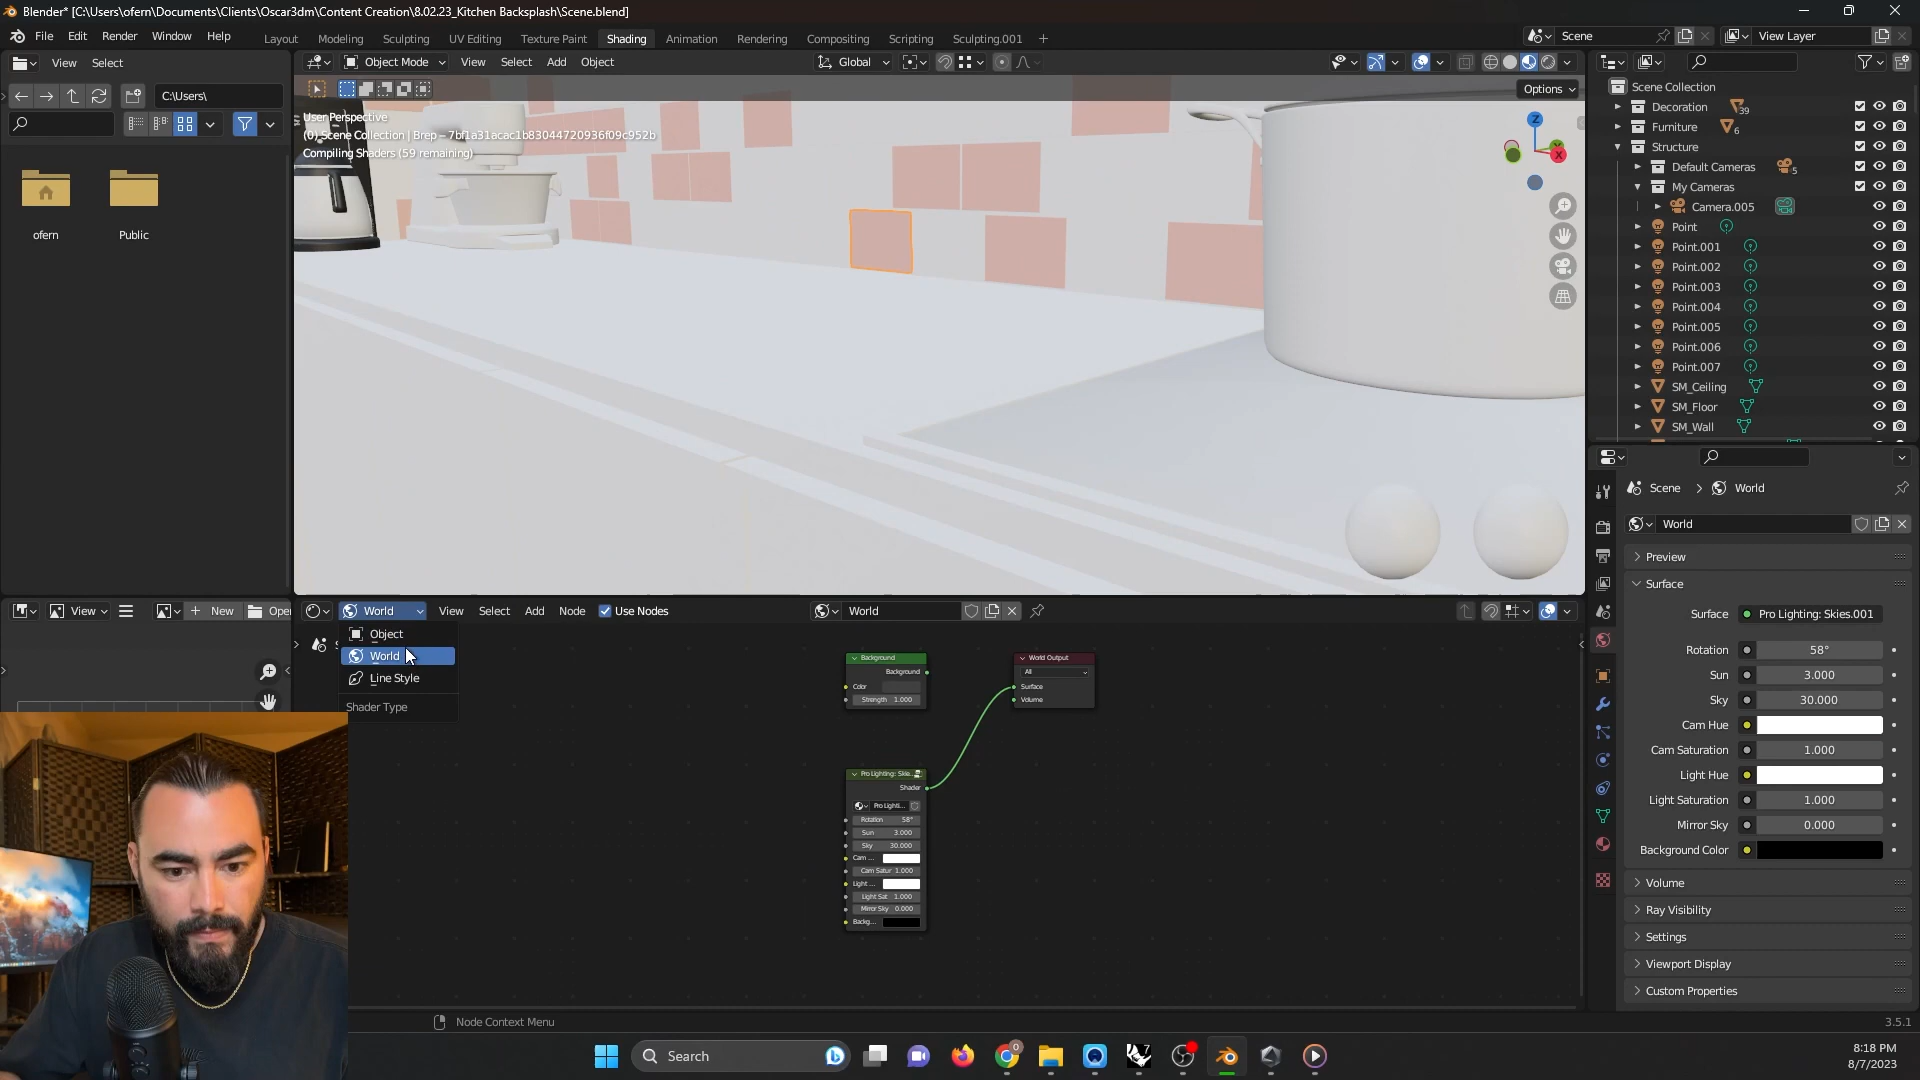 Blender* [C:\Users\ofern\Documents\Clients\Oscar3dm\Content Creation\8.02.23_Kitchen Backsplash\Scene.blend]
File Edit Render Window Help
Layout Modeling Sculpting UV Editing Texture Paint Shading Animation Rendering Compositing Scripting Sculpting.001 +
Scene
View Layer
View Select
Object Mode View Select Add Object
Global
C:\Users\
Options
User Perspective
(0) Scene Collection | Brep - 7bf1a31acac1b83044720936f09c952b
Compiling Shaders (59 remaining)
Z
Y
X
ofern
Public
Scene Collection
Decoration 39
Furniture 6
Structure
Default Cameras 5
My Cameras
Camera.005
Point
Point.001
Point.002
Point.003
Point.004
Point.005
Point.006
Point.007
SM_Ceiling
SM_Floor
SM_Wall
Scene > World
World
Preview
Surface
Surface Pro Lighting: Skies.001
Rotation 58°
Sun 3.000
Sky 30.000
Cam Hue
Cam Saturation 1.000
Light Hue
Light Saturation 1.000
Mirror Sky 0.000
Background Color
Volume
Ray Visibility
Settings
Viewport Display
Custom Properties
View
+ New
Open
World View Select Add Node Use Nodes
World
Object
World
Line Style
Shader Type
Background
Background
Color
Strength 1.000
World Output
All
Surface
Volume
Pro Lighting: Skie...
Shader
Pro Lighti...
Rotation 58°
Sun 3.000
Sky 30.000
Cam ...
Cam Satur 1.000
Light ...
Light Sat 1.000
Mirror Sky 0.000
Backg...
Node Context Menu
3.5.1
Search
8:18 PM
8/7/2023